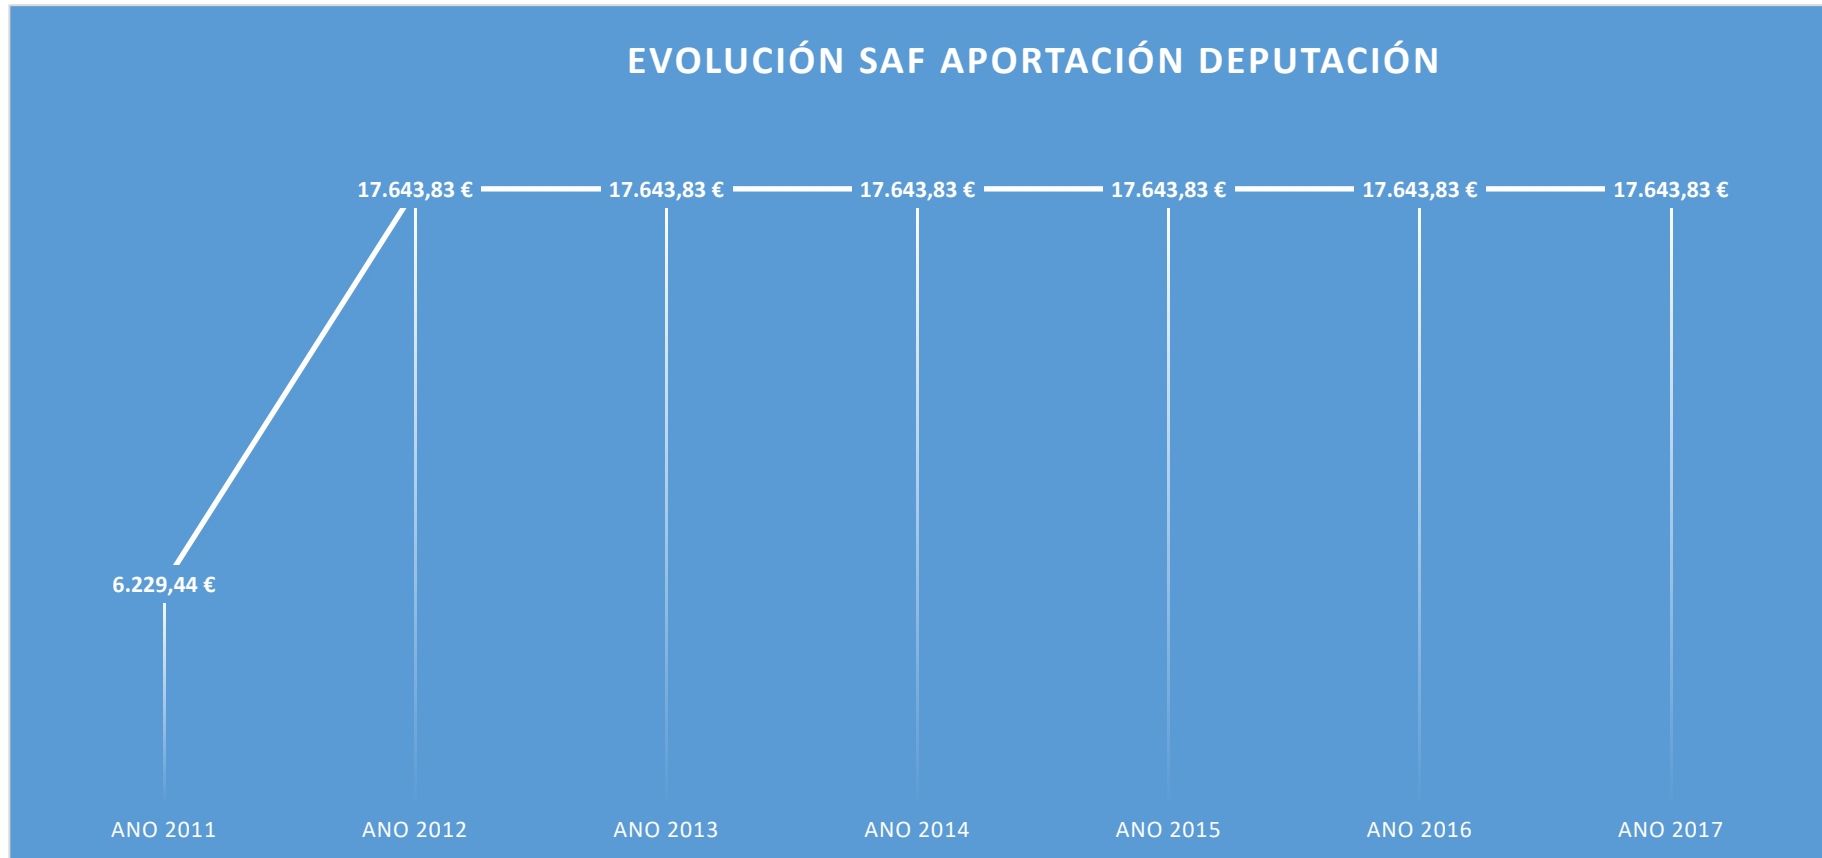 EVOLUCIÓN SAF APORTACIÓN DEPUTACIÓN
17.643,83 € 17.643,83 € 17.643,83 € 17.643,83 € 17.643,83 € 17.643,83 €
6.229,44 €
ANO 2011 ANO 2012 ANO 2013 ANO 2014 ANO 2015 ANO 2016 ANO 2017